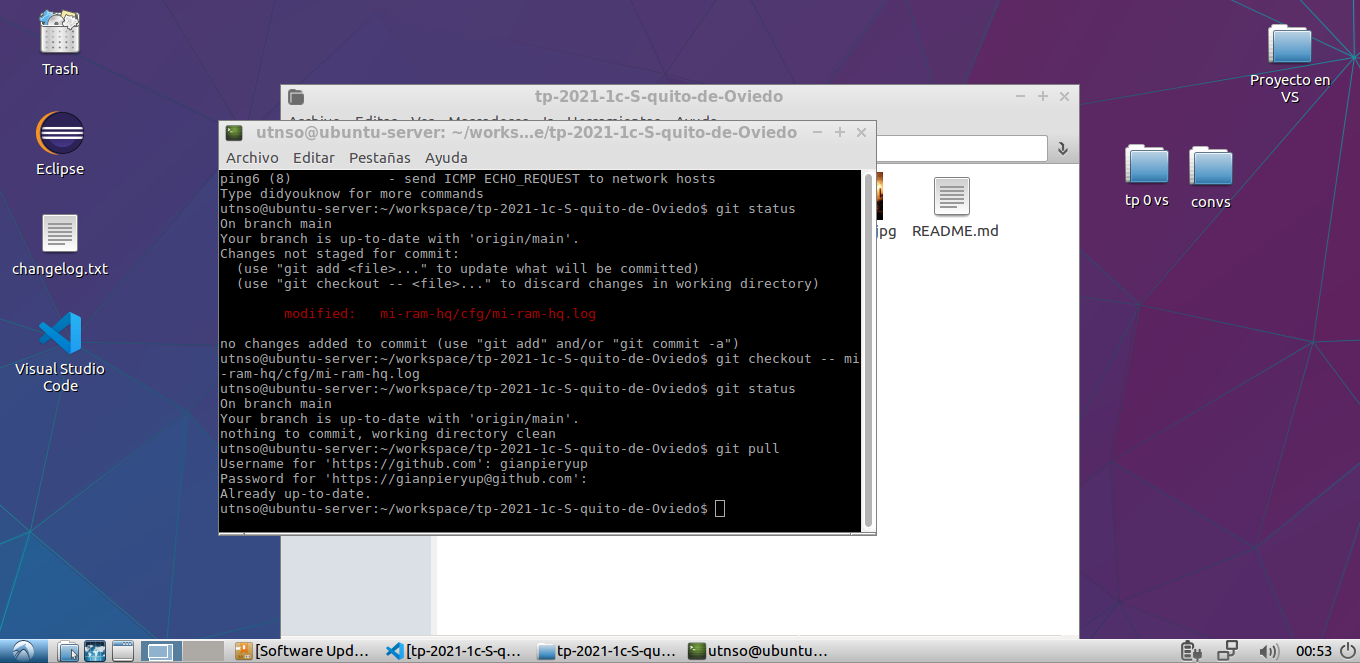 Trash
Eclipse
changelog.txt
Visual Studio
Code
Proyecto en
VS
tp 0 vs
convs
tp-2021-1c-S-quito-de-Oviedo
utnso@ubuntu-server: ~/works...e/tp-2021-1c-S-quito-de-Oviedo
Archivo Editar Pestañas Ayuda
ping6 (8) - send ICMP ECHO_REQUEST to network hosts
Type didyouknow for more commands
utnso@ubuntu-server:~/workspace/tp-2021-1c-S-quito-de-Oviedo$ git status
On branch main
Your branch is up-to-date with 'origin/main'.
Changes not staged for commit:
(use "git add <file>..." to update what will be committed)
(use "git checkout -- <file>..." to discard changes in working directory)
modified: mi-ram-hq/cfg/mi-ram-hq.log
no changes added to commit (use "git add" and/or "git commit -a")
utnso@ubuntu-server:~/workspace/tp-2021-1c-S-quito-de-Oviedo$ git checkout -- mi
-ram-hq/cfg/mi-ram-hq.log
utnso@ubuntu-server:~/workspace/tp-2021-1c-S-quito-de-Oviedo$ git status
On branch main
Your branch is up-to-date with 'origin/main'.
nothing to commit, working directory clean
utnso@ubuntu-server:~/workspace/tp-2021-1c-S-quito-de-Oviedo$ git pull
Username for 'https://github.com': gianpieryup
Password for 'https://gianpieryup@github.com':
Already up-to-date.
utnso@ubuntu-server:~/workspace/tp-2021-1c-S-quito-de-Oviedo$
jpg
README.md
[Software Upd... [tp-2021-1c-S-q... tp-2021-1c-S-qu... utnso@ubuntu... 00:53